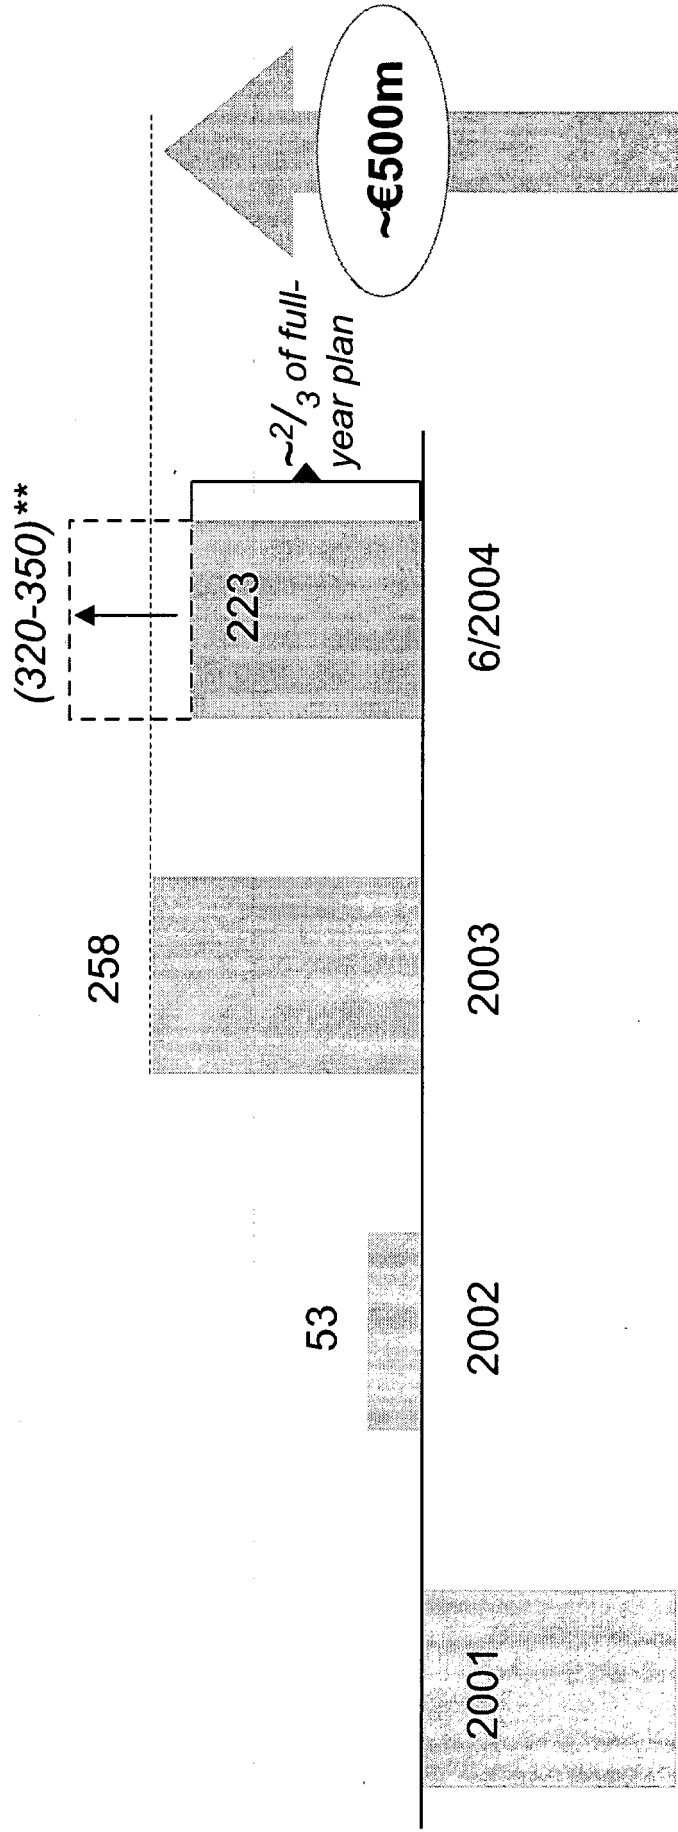 (320-350)**
258
223
53
~2/3 of full-
year plan
~€500m
2001
2002
2003
6/2004